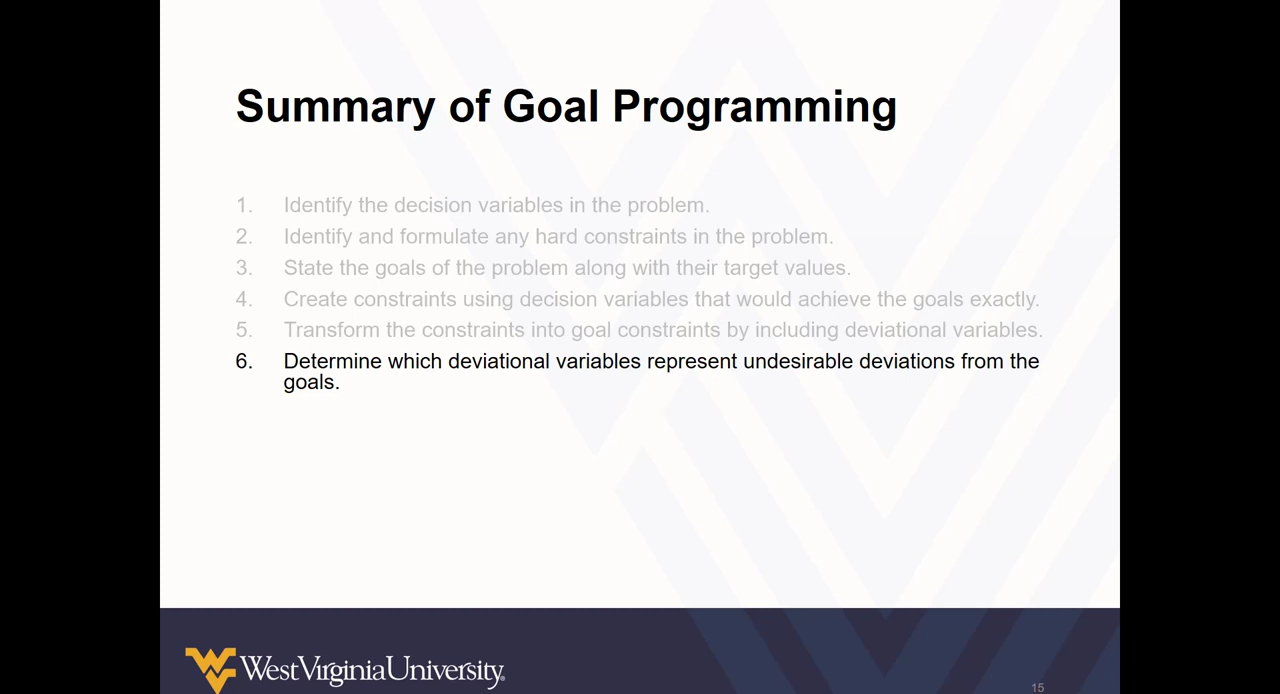 Summary of Goal Programming
1. Identify the decision variables in the problem.
2. Identify and formulate any hard constraints in the problem.
3. State the goals of the problem along with their target values.
4. Create constraints using decision variables that would achieve the goals exactly.
5. Transform the constraints into goal constraints by including deviational variables.
6. Determine which deviational variables represent undesirable deviations from the
goals.
WestVirginiaUniversity®
15